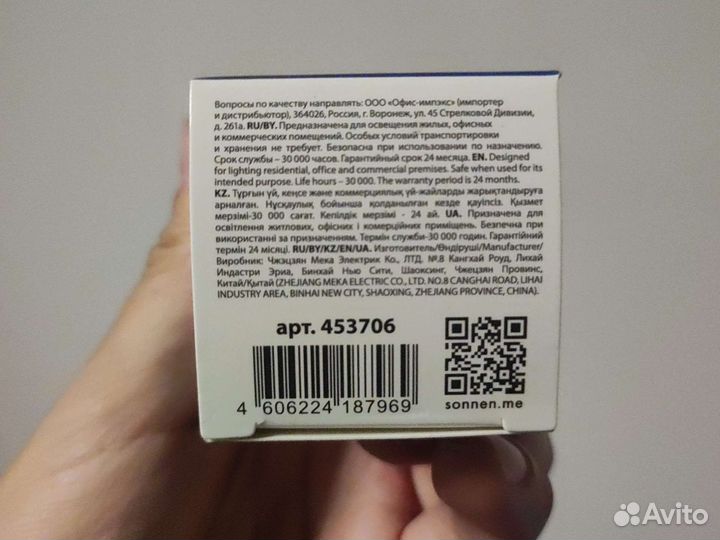 Вопросы по качеству направлять: ООО «Офис-импэкс» (импортер
и дистрибьютор), 364026, Россия, г. Воронеж, ул. 45 Стрелковой Дивизии,
д. 261а. RU/BY. Предназначена для освещения жилых, офисных
и коммерческих помещений. Особых условий транспортировки
и хранения не требует. Безопасна при использовании по назначению.
Срок службы – 30 000 часов. Гарантийный срок 24 месяца. EN. Designed
for lighting residential, office and commercial premises. Safe when used for its
intended purpose. Life hours – 30 000. The warranty period is 24 months.
KZ. Тұрғын үй, кеңсе және коммерциялық үй-жайларды жарықтандыруға
арналған. Нұсқаулық бойынша қолданылған кезде қауіпсіз. Қызмет
мерзімі-30 000 сағат. Кепілдік мерзімі - 24 ай. UA. Призначена для
освітлення житлових, офісних і комерційних приміщень. Безпечна при
використанні за призначенням. Термін служби-30 000 годин. Гарантійний
термін 24 місяці. RU/BY/KZ/EN/UA. Изготовитель/Өндіруші/Manufacturer/
Виробник: Чжэцзян Мека Электрик Ко., ЛТД. №.8 Кангхай Роуд, Лихай
Индастри Эриа, Бинхай Нью Сити, Шаоксинг, Чжецзян Провинс,
Китай/Қытай (ZHEJIANG MEKA ELECTRIC CO., LTD. NO.8 CANGHAI ROAD, LIHAI
INDUSTRY AREA, BINHAI NEW CITY, SHAOXING, ZHEJIANG PROVINCE, CHINA).
арт. 453706
4 606224 187969
sonnen.me
Avito